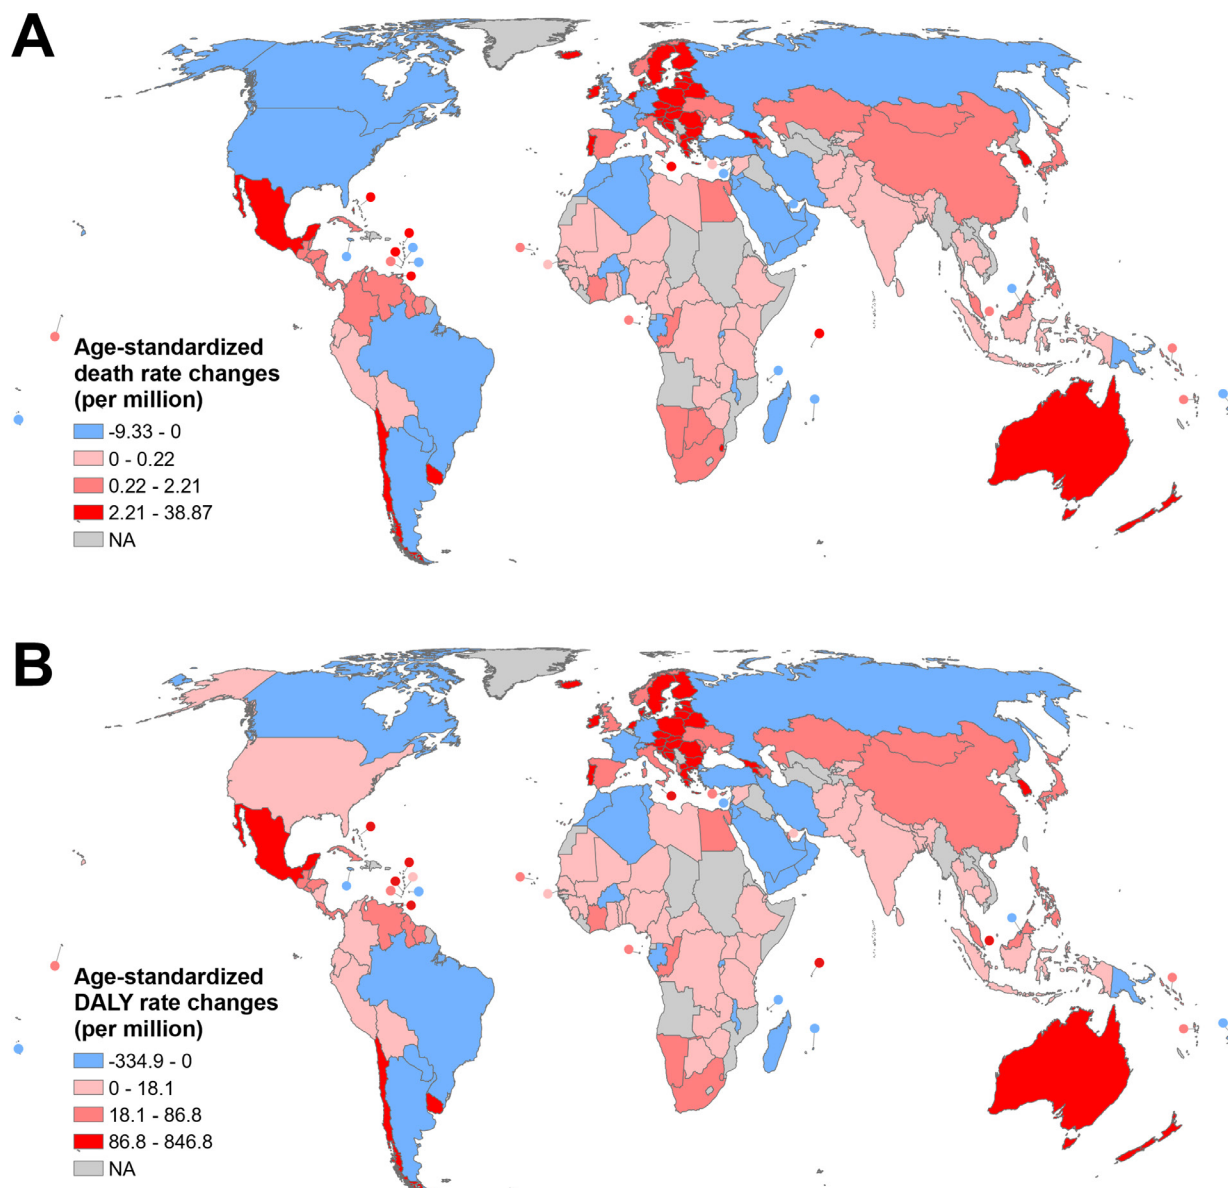 A
Age-standardized
death rate changes
(per million)
-9.33 - 0
0 - 0.22
0.22 - 2.21
2.21 - 38.87
NA
B
Age-standardized
DALY rate changes
(per million)
-334.9 - 0
0 - 18.1
18.1 - 86.8
86.8 - 846.8
NA